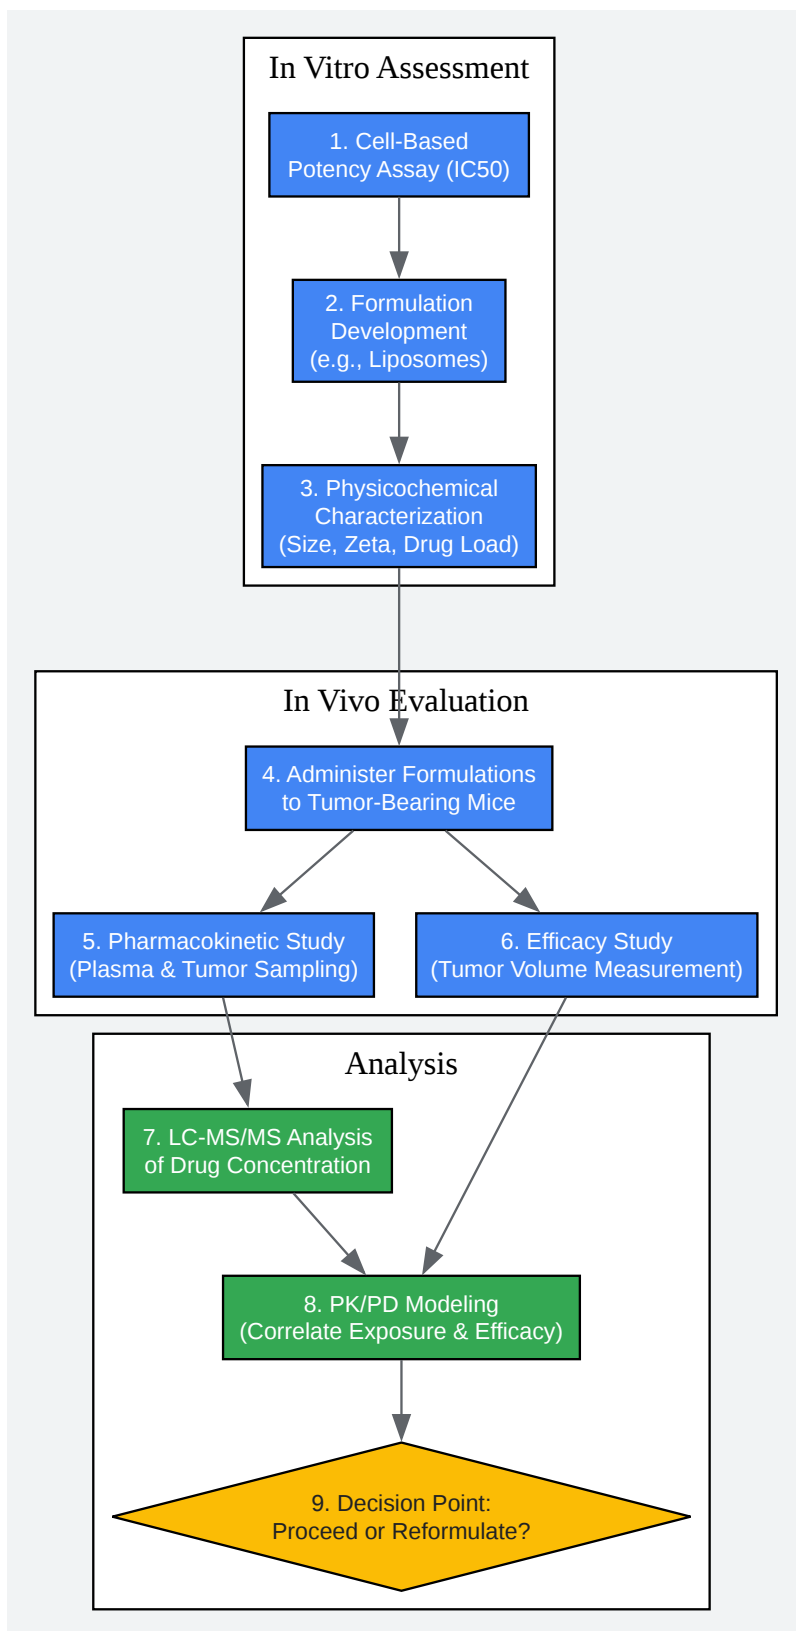 In Vitro Assessment
1. Cell-Based
Potency Assay (IC50)
2. Formulation
Development
(e.g., Liposomes)
3. Physicochemical
Characterization
(Size, Zeta, Drug Load)
In Vivo Evaluation
4. Administer Formulations
to Tumor-Bearing Mice
5. Pharmacokinetic Study
(Plasma & Tumor Sampling)
6. Efficacy Study
(Tumor Volume Measurement)
Analysis
7. LC-MS/MS Analysis
of Drug Concentration
8. PK/PD Modeling
(Correlate Exposure & Efficacy)
9. Decision Point:
Proceed or Reformulate?